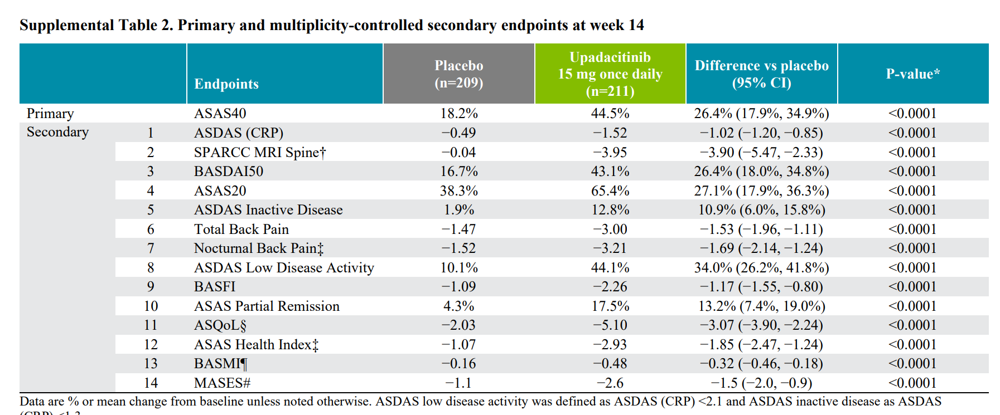 Supplemental Table 2. Primary and multiplicity-controlled secondary endpoints at week 14
Endpoints Placebo (n=209) Upadacitinib 15 mg once daily (n=211) Difference vs placebo (95% CI) P-value*
Primary ASAS40 18.2% 44.5% 26.4% (17.9%, 34.9%) <0.0001
Secondary 1 ASDAS (CRP) −0.49 −1.52 −1.02 (−1.20, −0.85) <0.0001
2 SPARCC MRI Spine† −0.04 −3.95 −3.90 (−5.47, −2.33) <0.0001
3 BASDAI50 16.7% 43.1% 26.4% (18.0%, 34.8%) <0.0001
4 ASAS20 38.3% 65.4% 27.1% (17.9%, 36.3%) <0.0001
5 ASDAS Inactive Disease 1.9% 12.8% 10.9% (6.0%, 15.8%) <0.0001
6 Total Back Pain −1.47 −3.00 −1.53 (−1.96, −1.11) <0.0001
7 Nocturnal Back Pain‡ −1.52 −3.21 −1.69 (−2.14, −1.24) <0.0001
8 ASDAS Low Disease Activity 10.1% 44.1% 34.0% (26.2%, 41.8%) <0.0001
9 BASFI −1.09 −2.26 −1.17 (−1.55, −0.80) <0.0001
10 ASAS Partial Remission 4.3% 17.5% 13.2% (7.4%, 19.0%) <0.0001
11 ASQoL§ −2.03 −5.10 −3.07 (−3.90, −2.24) <0.0001
12 ASAS Health Index‡ −1.07 −2.93 −1.85 (−2.47, −1.24) <0.0001
13 BASMI¶ −0.16 −0.48 −0.32 (−0.46, −0.18) <0.0001
14 MASES# −1.1 −2.6 −1.5 (−2.0, −0.9) <0.0001
Data are % or mean change from baseline unless noted otherwise. ASDAS low disease activity was defined as ASDAS (CRP) <2.1 and ASDAS inactive disease as ASDAS